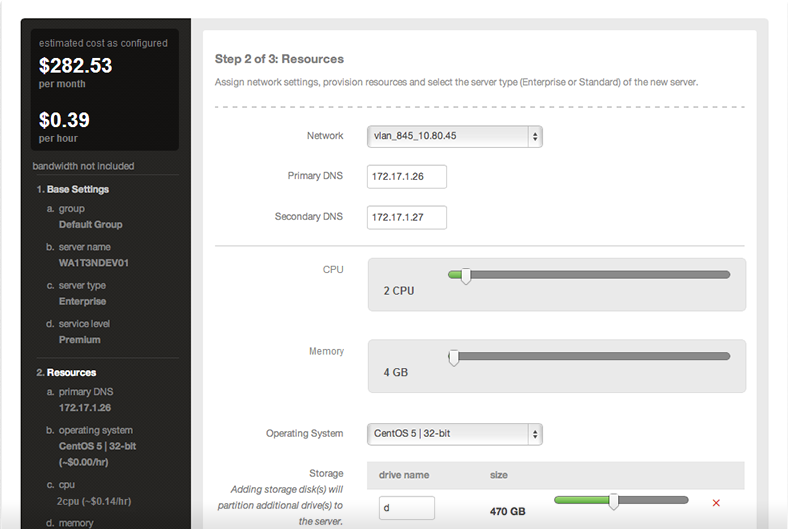 estimated cost as configured
$282.53
per month
$0.39
per hour
bandwidth not included
1. Base Settings
a. group
Default Group
b. server name
WA1T3NDEV01
c. server type
Enterprise
d. service level
Premium
2. Resources
a. primary DNS
172.17.1.26
b. operating system
CentOS 5 | 32-bit
(~$0.00/hr)
c. cpu
2cpu (~$0.14/hr)
d. memory
Step 2 of 3: Resources
Assign network settings, provision resources and select the server type (Enterprise or Standard) of the new server.
Network vlan_845_10.80.45
Primary DNS 172.17.1.26
Secondary DNS 172.17.1.27
CPU
2 CPU
Memory
4 GB
Operating System CentOS 5 | 32-bit
Storage
Adding storage disk(s) will
partition additional drive(s) to
the server.
drive name size
d 470 GB